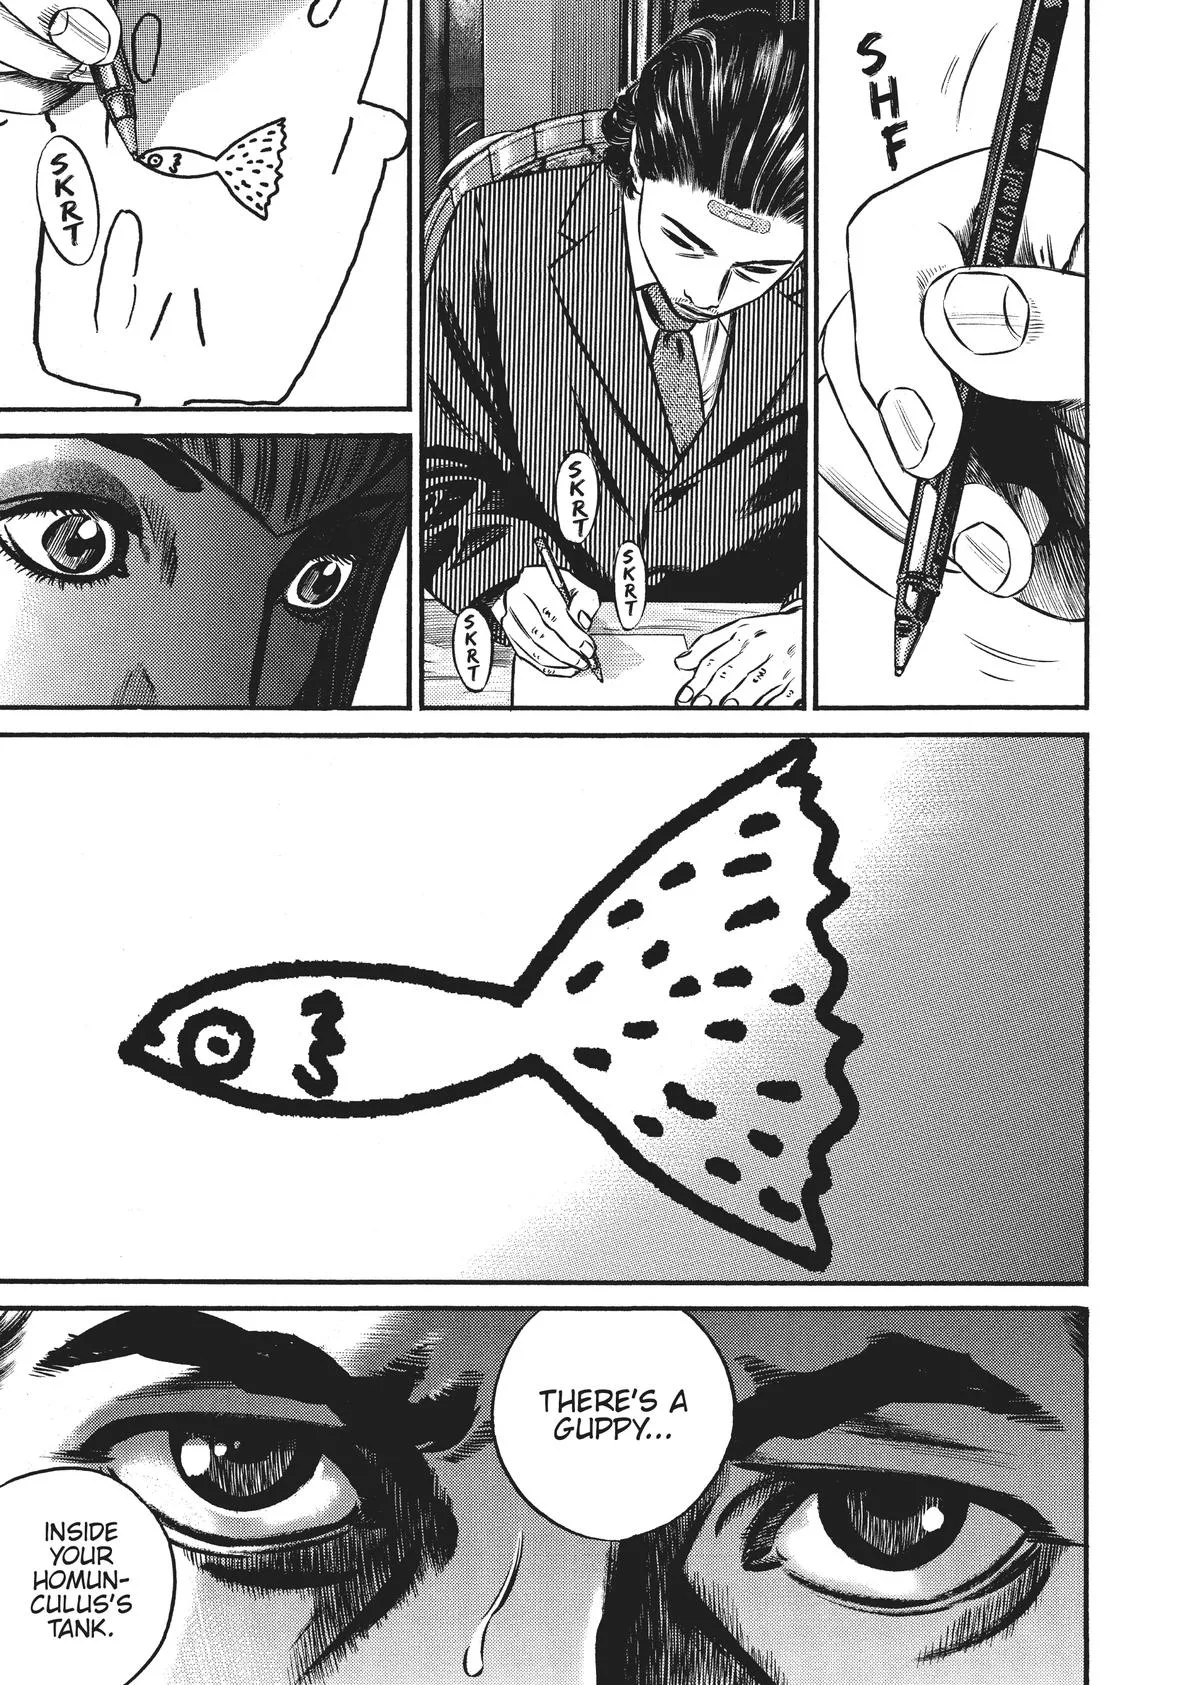 SHF
SKRT
SKRT
SKRT
SKRT
THERE'S A
GUPPY...
INSIDE
YOUR
HOMUN-
CULUS'S
TANK.